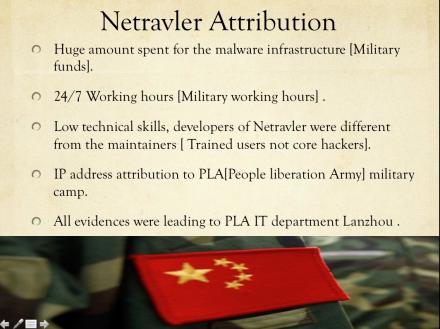 Netravler Attribution
Huge amount spent for the malware infrastructure [Military
funds].
24/7 Working hours [Military working hours] .
Low technical skills, developers of Netravler were different
from the maintainers [ Trained users not core hackers].
IP address attribution to PLA[People liberation Army] military
camp.
All evidences were leading to PLA IT department Lanzhou .